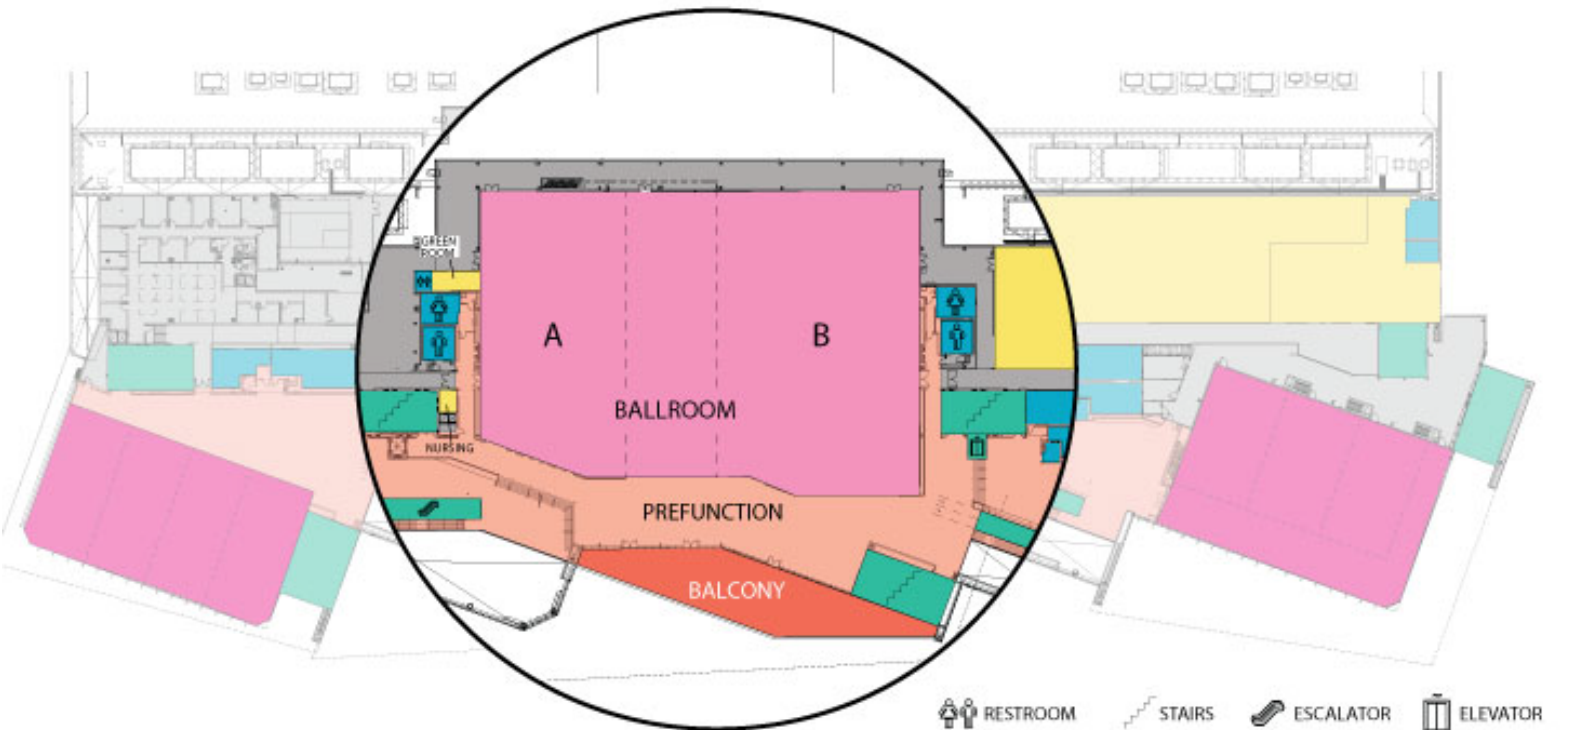 GREEN
ROOM
A
B
BALLROOM
NURSING
PREFUNCTION
BALCONY
RESTROOM
STAIRS
ESCALATOR
ELEVATOR